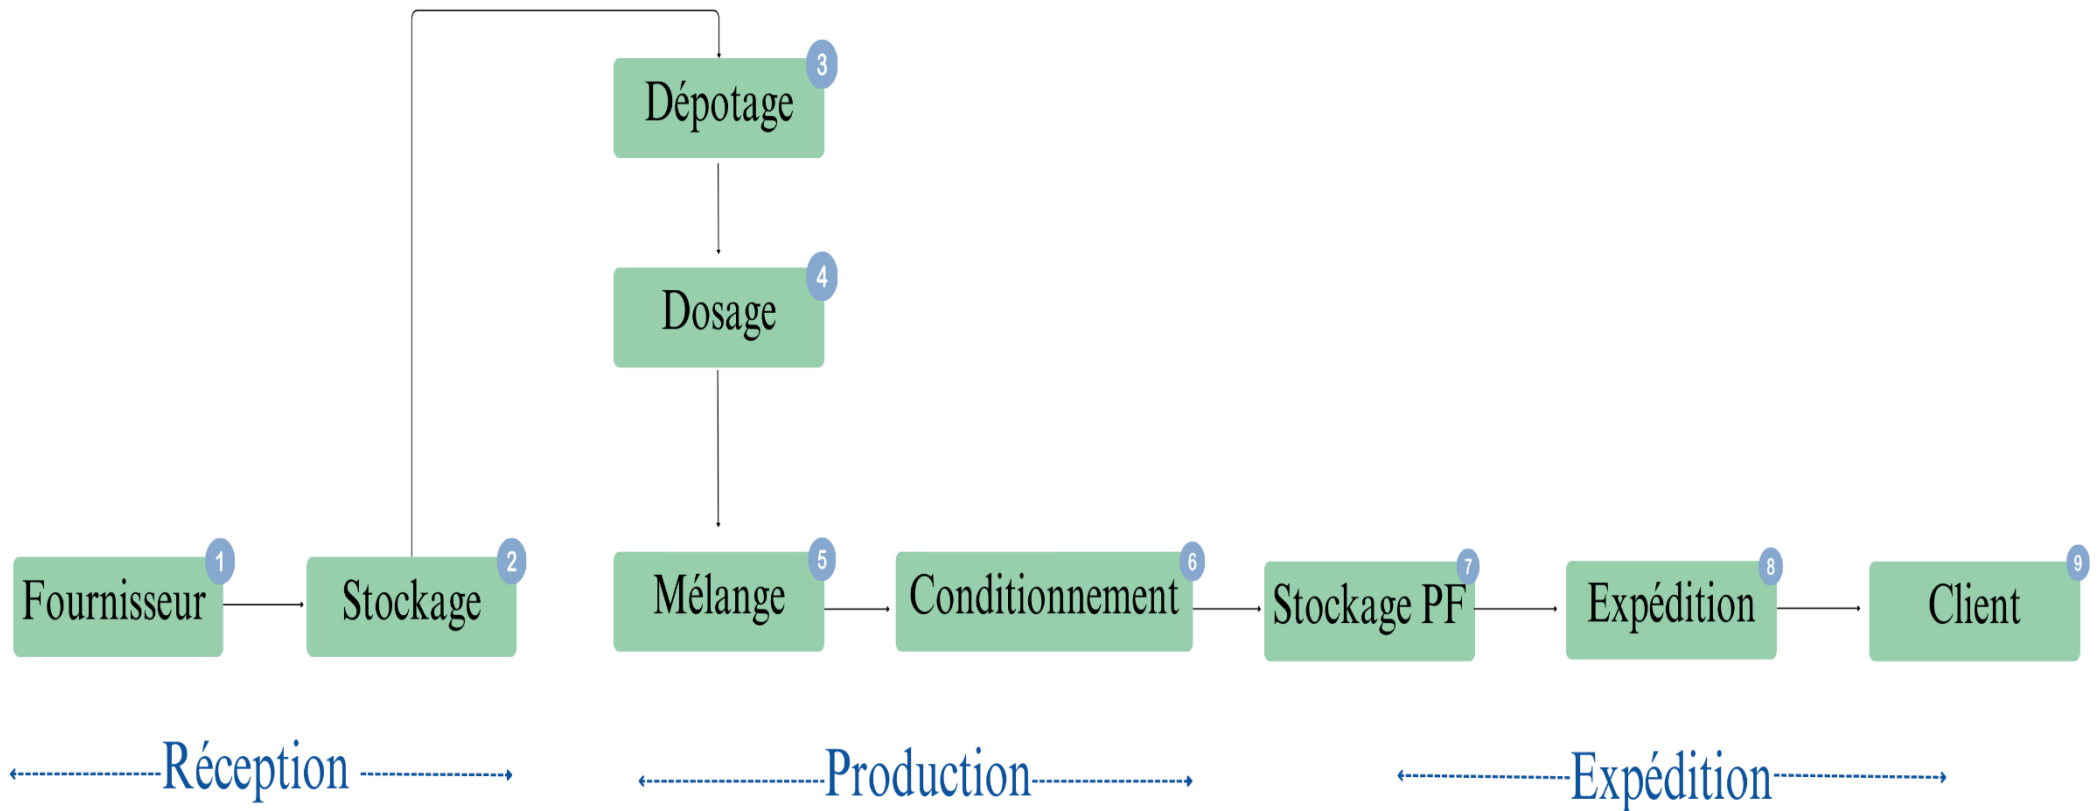 3
Dépotage
4
Dosage
1
Fournisseur
2
Stockage
5
Mélange
6
Conditionnement
7
Stockage PF
8
Expédition
9
Client
Réception
Production
Expédition